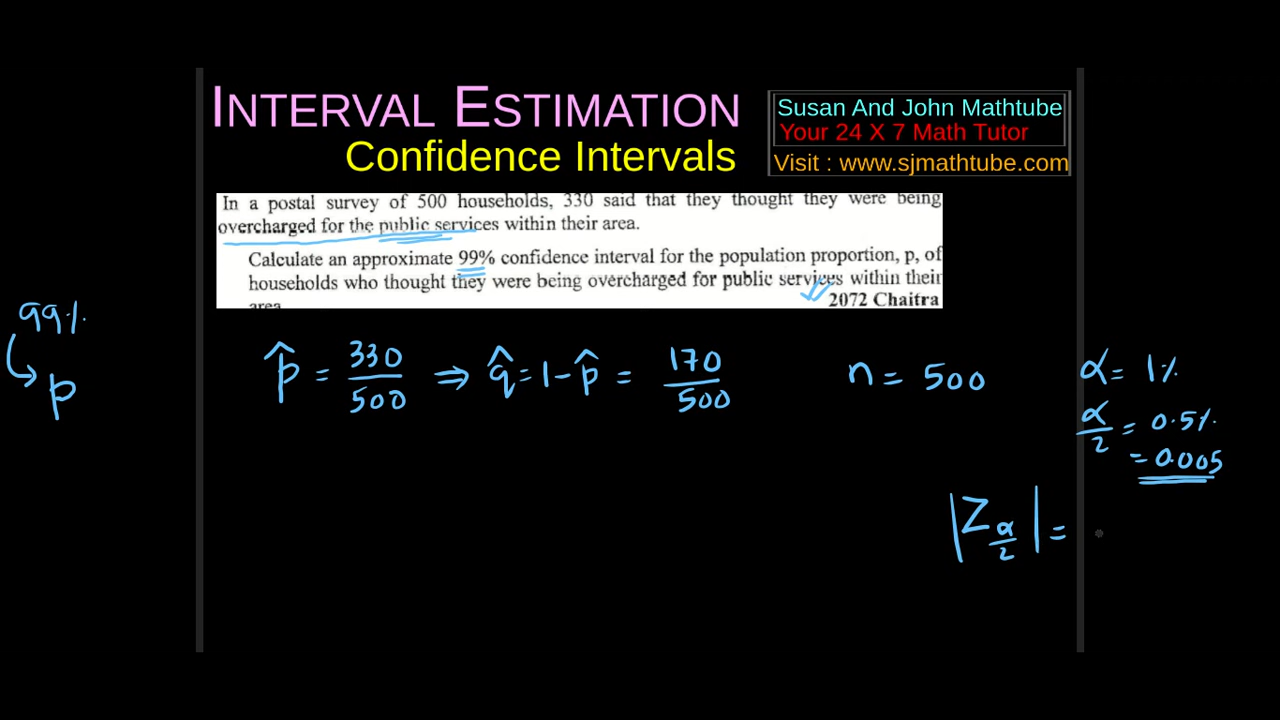 INTERVAL ESTIMATION
Confidence Intervals
Susan And John Mathtube
Your 24 X 7 Math Tutor
Visit : www.sjmathtube.com
In a postal survey of 500 households, 330 said that they thought they were being
overcharged for the public services within their area.
Calculate an approximate 99% confidence interval for the population proportion, p, of
households who thought they were being overcharged for public services within their
area
2072 Chaitra
99%
p
p̂ = 330/500 ⇒ q̂ = 1 - p̂ = 170/500
n = 500
α = 1%
α/2 = 0.5%
= 0.005
|Z α/2| =